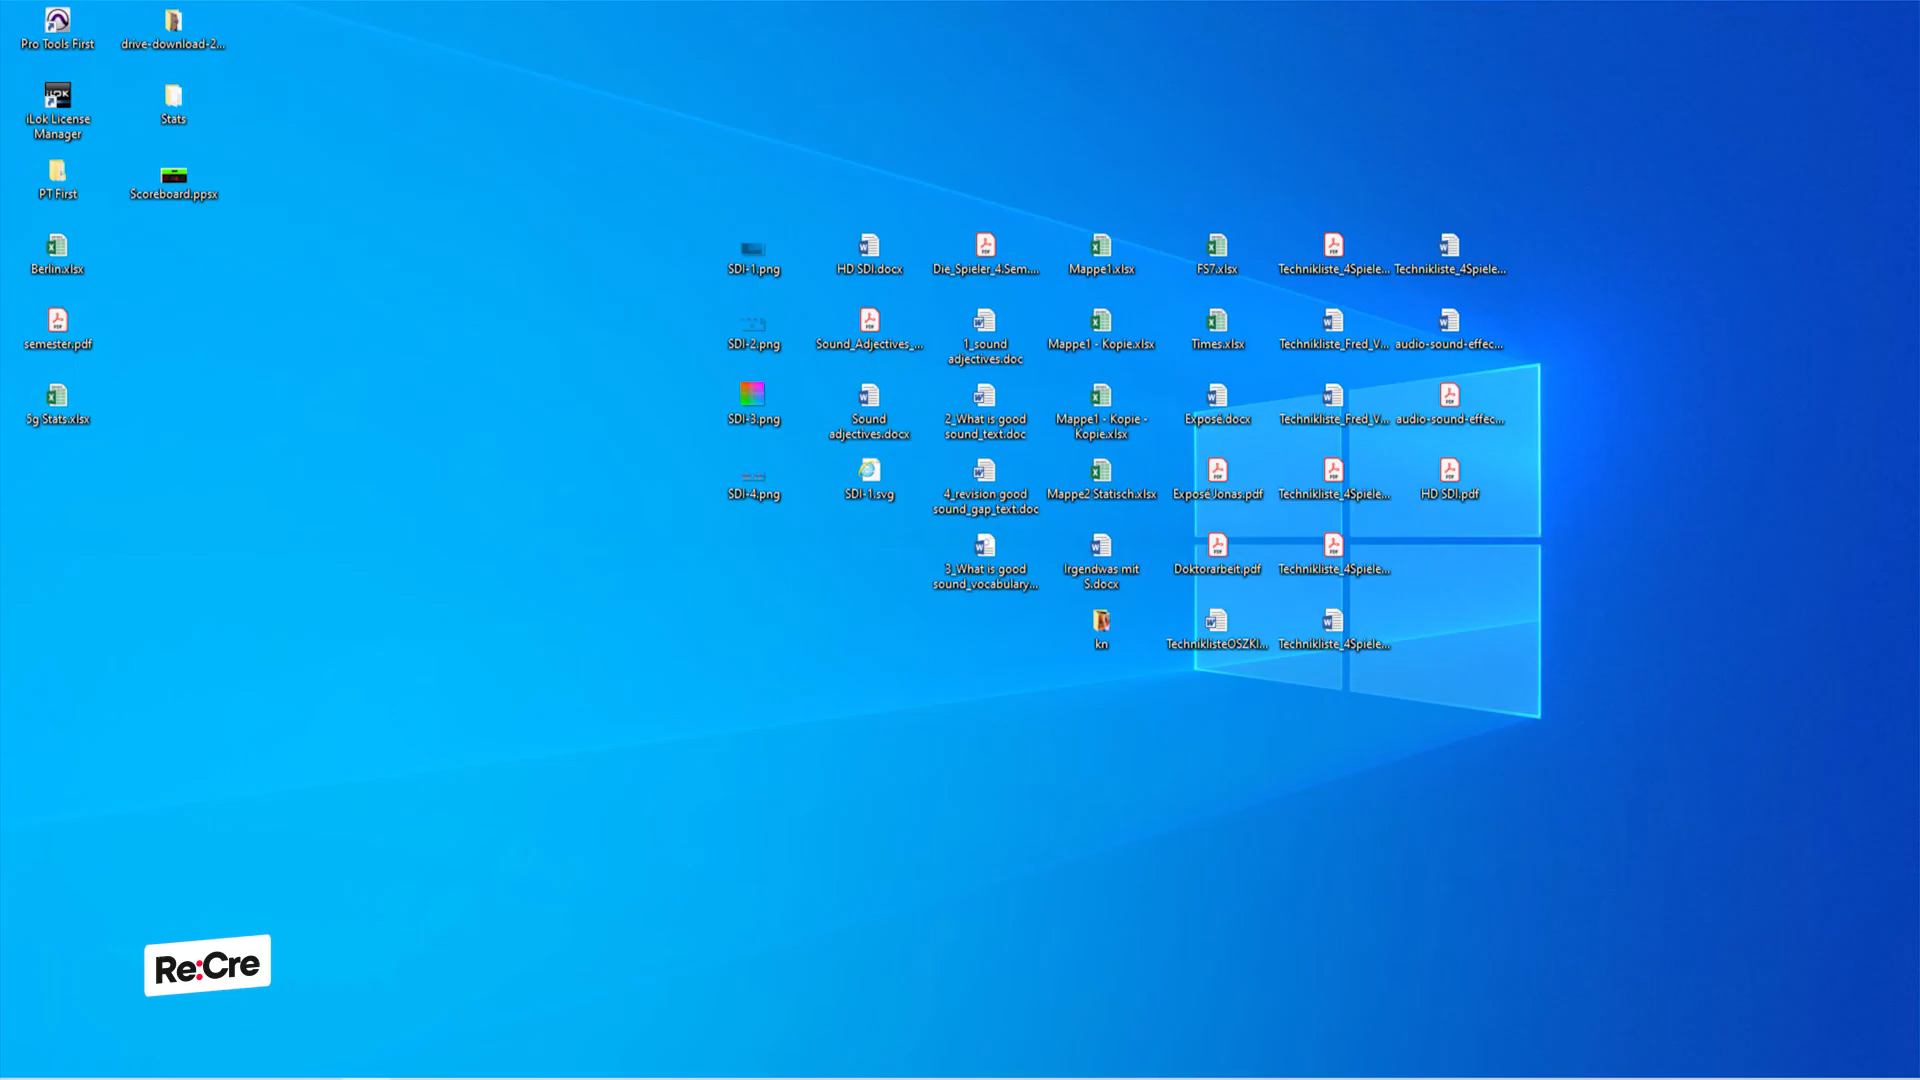 Pro Tools First
drive-download-2...
iLok License
Manager
Stats
PT First
Scoreboard.ppsx
Berlin.xlsx
SDI-1.png
HD SDI.docx
Die_Spieler_4.Sem....
Mappe1.xlsx
FS7.xlsx
Technikliste_4Spiele...
Technikliste_4Spiele...
semester.pdf
SDI-2.png
Sound_Adjectives_...
1_sound
adjectives.doc
Mappe1 - Kopie.xlsx
Times.xlsx
Technikliste_Fred_V...
audio-sound-effec...
5g Stats.xlsx
SDI-3.png
Sound
adjectives.docx
2_What is good
sound_text.doc
Mappe1 - Kopie -
Kopie.xlsx
Exposé.docx
Technikliste_Fred_V...
audio-sound-effec...
SDI-4.png
SDI-1.svg
4_revision good
sound_gap_text.doc
Mappe2 Statisch.xlsx
Exposé Jonas.pdf
Technikliste_4Spiele...
HD SDI.pdf
3_What is good
sound_vocabulary...
Irgendwas mit
S.docx
Doktorarbeit.pdf
Technikliste_4Spiele...
kn
TechniklisteOSZKl...
Technikliste_4Spiele...
Re:Cre